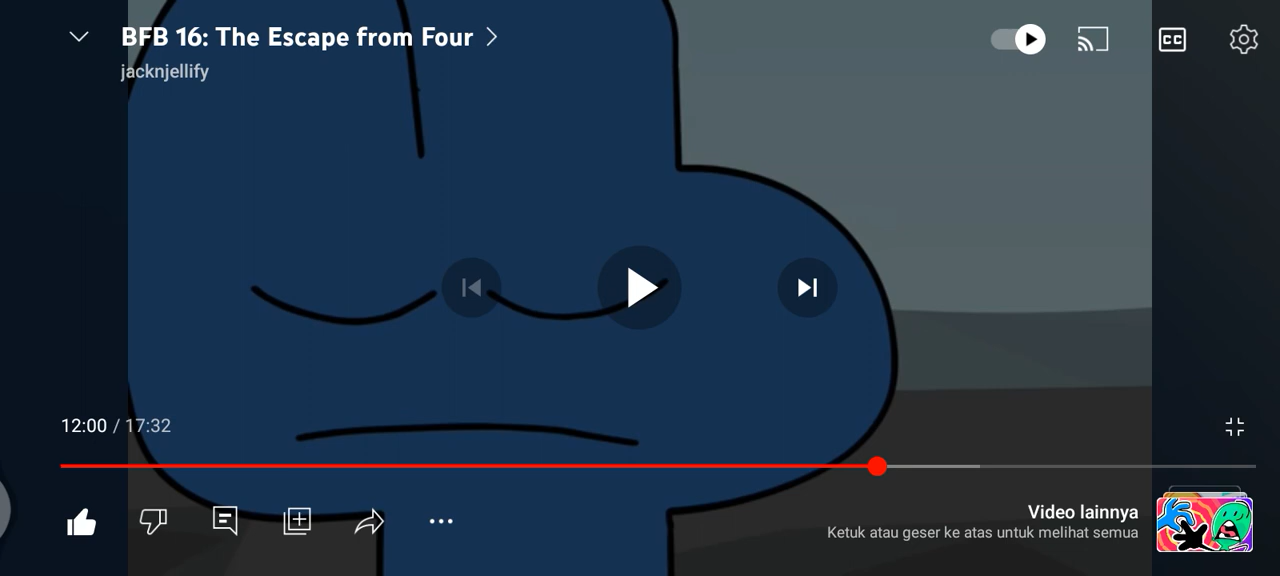 BFB 16: The Escape from Four
jacknjellify
CC
12:00 / 17:32
Video lainnya
Ketuk atau geser ke atas untuk melihat semua